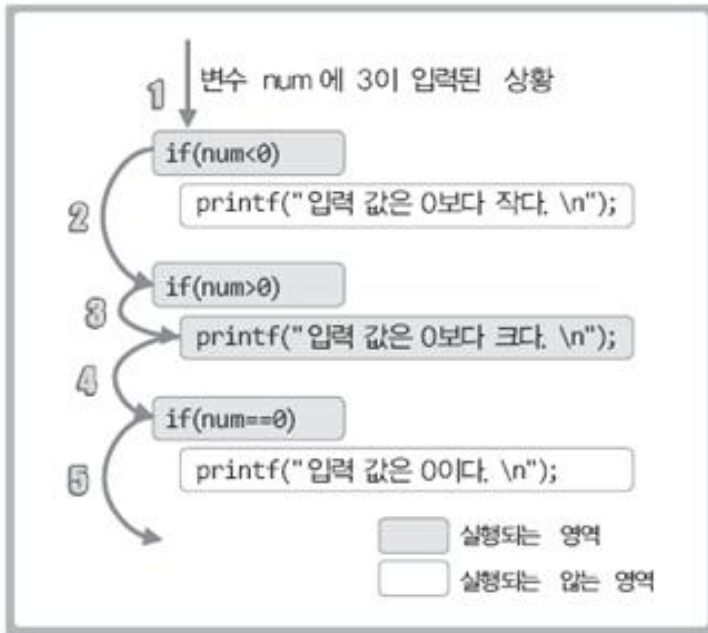 1 변수 num 에 3이 입력된 상황
if(num<0)
2 printf("입력 값은 0보다 작다. \n");
if(num>0)
3 printf("입력 값은 0보다 크다. \n");
4
if(num==0)
5 printf("입력 값은 0이다. \n");
실행되는 영역
실행되는 않는 영역